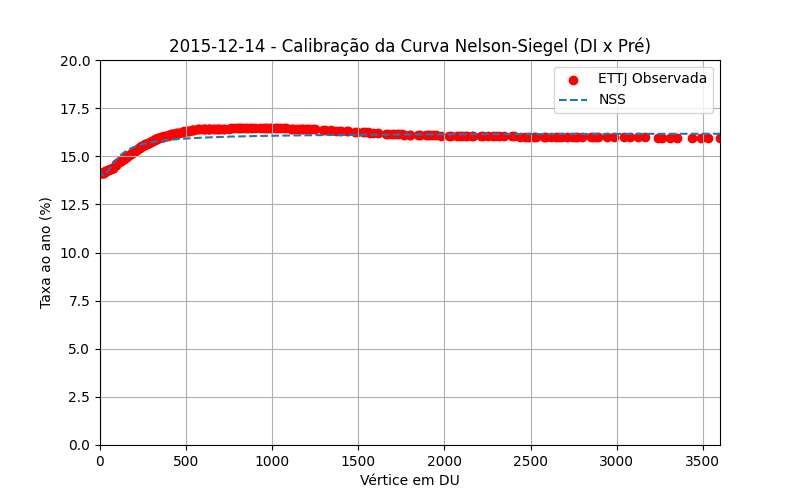 2015-12-14 - Calibração da Curva Nelson-Siegel (DI x Pré)
ETTJ Observada
NSS
Taxa ao ano (%)
20.0
17.5
15.0
12.5
10.0
7.5
5.0
2.5
0.0
0 500 1000 1500 2000 2500 3000 3500
Vértice em DU